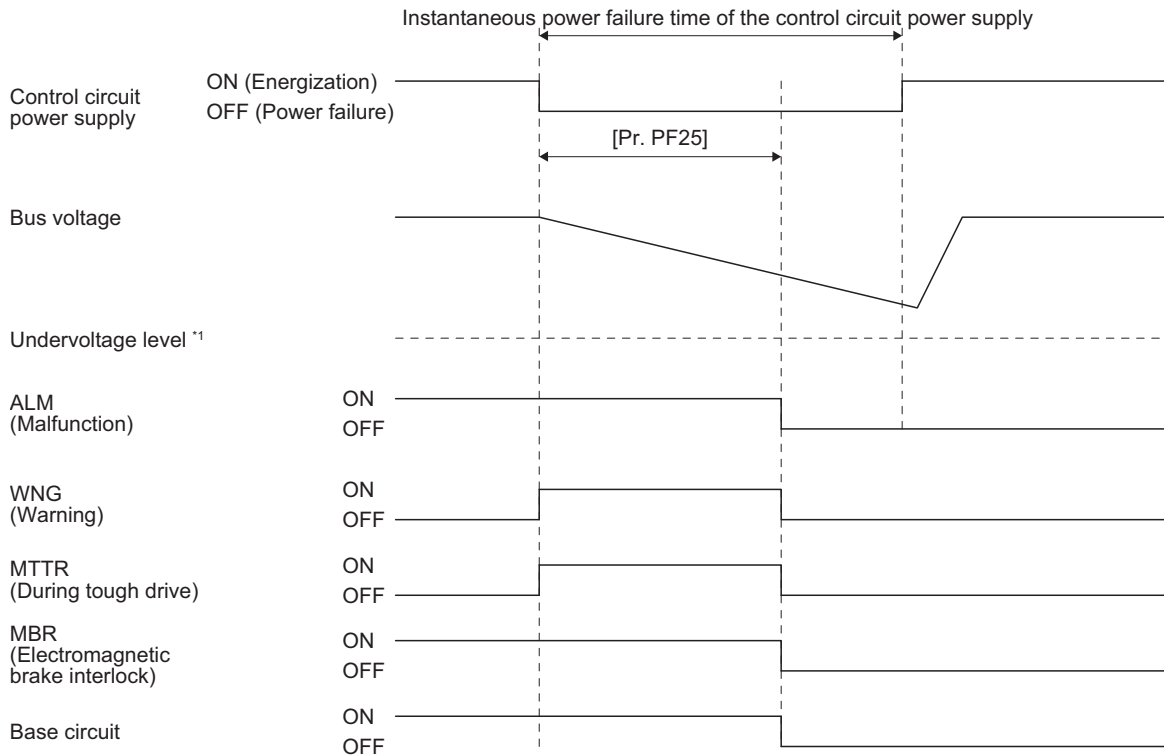 Instantaneous power failure time of the control circuit power supply
Control circuit
power supply
ON (Energization)
OFF (Power failure)
[Pr. PF25]
Bus voltage
Undervoltage level *1
ALM
(Malfunction)
ON
OFF
WNG
(Warning)
ON
OFF
MTTR
(During tough drive)
ON
OFF
MBR
(Electromagnetic
brake interlock)
ON
OFF
Base circuit
ON
OFF